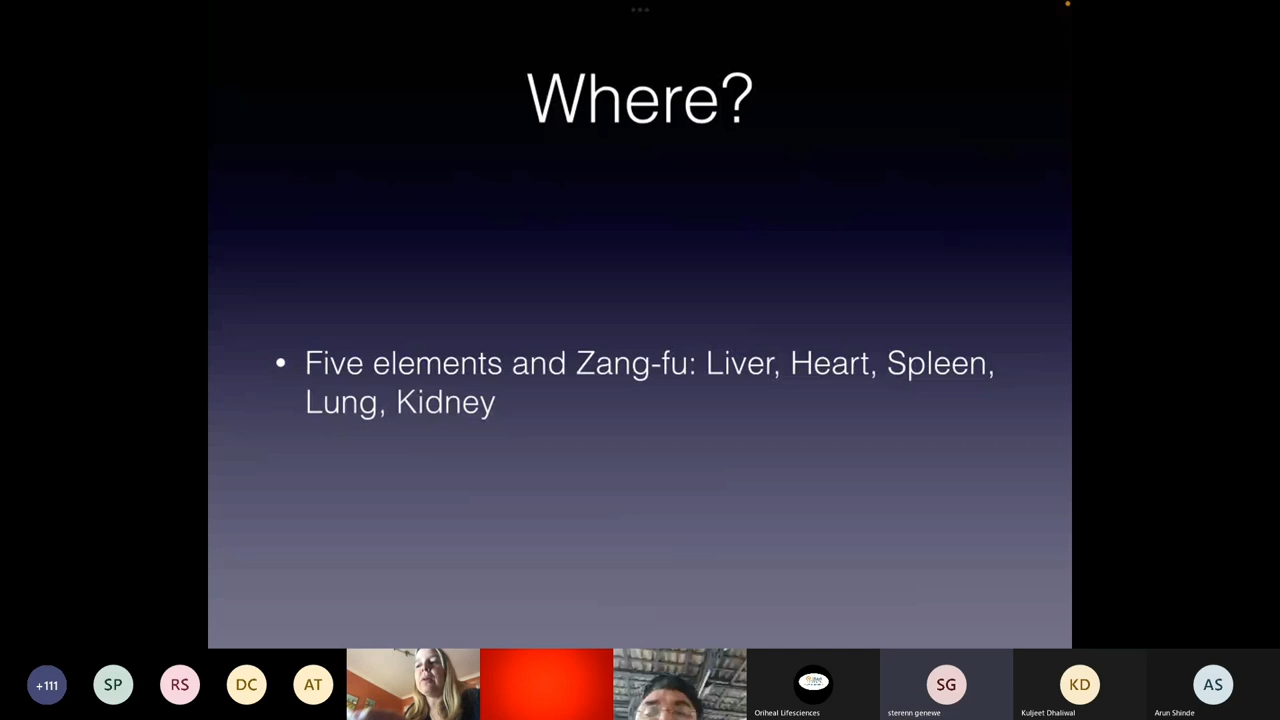 Where?
• Five elements and Zang-fu: Liver, Heart, Spleen,
Lung, Kidney
+111
SP
RS
DC
AT
SG
KD
AS
Oriheal Lifesciences
sterenn genewe
Kuljeet Dhaliwal
Arun Shinde